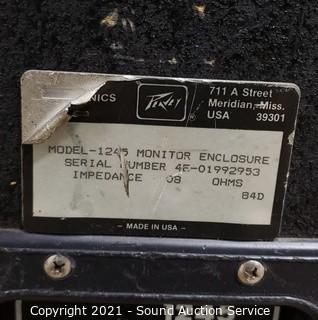 NICS
Peavey
711 A Street
Meridian, Miss.
USA 39301
MODEL-1245 MONITOR ENCLOSURE
SERIAL NUMBER 4E-01992953
IMPEDANCE 08 OHMS
84D
– MADE IN USA –
Copyright 2021 - Sound Auction Service